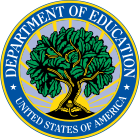 DEPARTMENT OF EDUCATION
UNITED STATES OF AMERICA